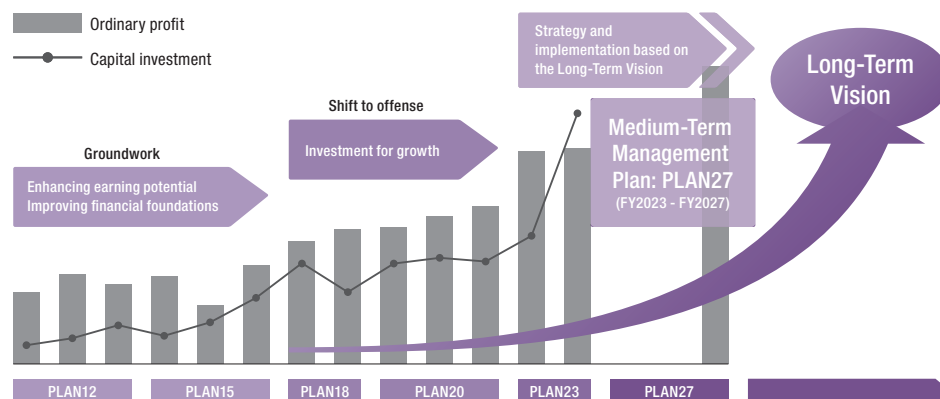 Ordinary profit
Capital investment
Strategy and
implementation based on
the Long-Term Vision
Long-Term
Vision
Shift to offense
Investment for growth
Medium-Term
Management
Plan: PLAN27
(FY2023 - FY2027)
Groundwork
Enhancing earning potential
Improving financial foundations
PLAN12
PLAN15
PLAN18
PLAN20
PLAN23
PLAN27